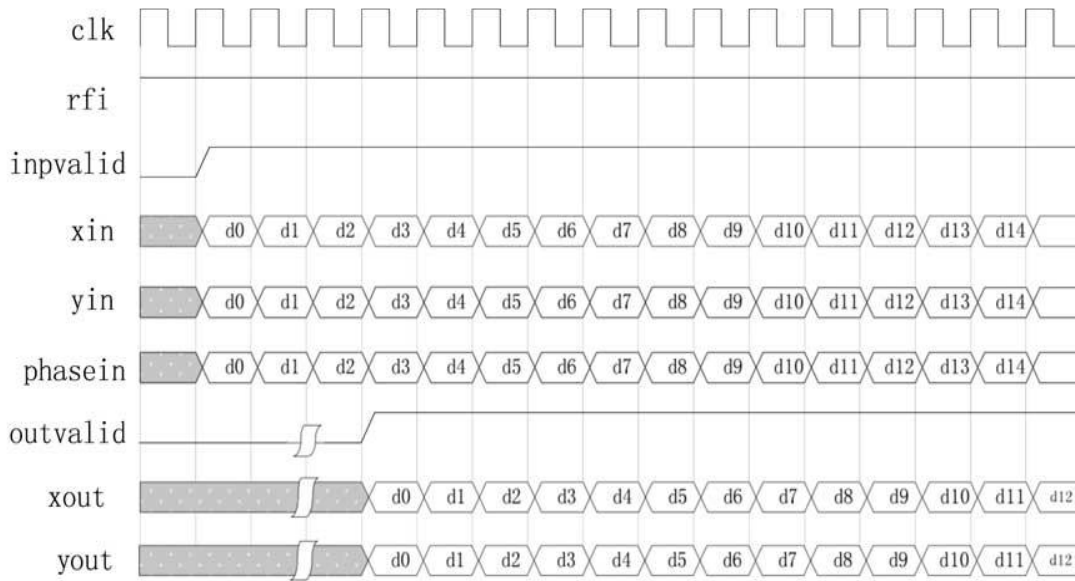 clk
rfi
inpvalid
xin d0 d1 d2 d3 d4 d5 d6 d7 d8 d9 d10 d11 d12 d13 d14
yin d0 d1 d2 d3 d4 d5 d6 d7 d8 d9 d10 d11 d12 d13 d14
phasein d0 d1 d2 d3 d4 d5 d6 d7 d8 d9 d10 d11 d12 d13 d14
outvalid
xout d0 d1 d2 d3 d4 d5 d6 d7 d8 d9 d10 d11 d12
yout d0 d1 d2 d3 d4 d5 d6 d7 d8 d9 d10 d11 d12